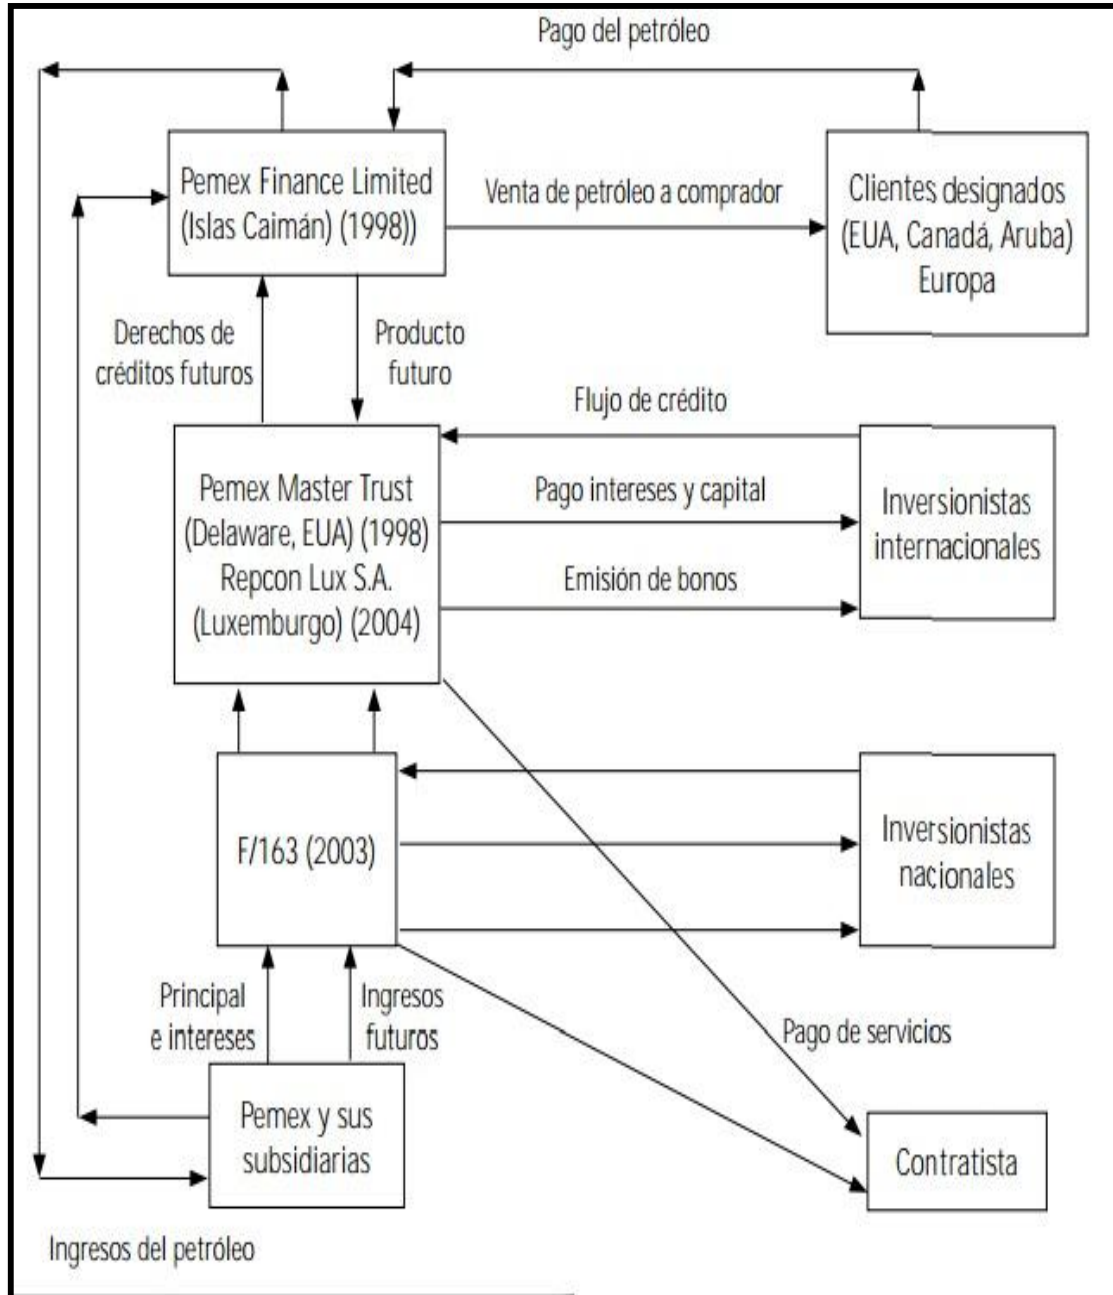 Pago del petróleo
Pemex Finance Limited
(Islas Caimán) (1998))
Venta de petróleo a comprador
Clientes designados
(EUA, Canadá, Aruba)
Europa
Derechos de
créditos futuros
Producto
futuro
Flujo de crédito
Pemex Master Trust
(Delaware, EUA) (1998)
Repcon Lux S.A.
(Luxemburgo) (2004)
Pago intereses y capital
Emisión de bonos
Inversionistas
internacionales
F/163 (2003)
Inversionistas
nacionales
Principal
e intereses
Ingresos
futuros
Pago de servicios
Pemex y sus
subsidiarias
Contratista
Ingresos del petróleo